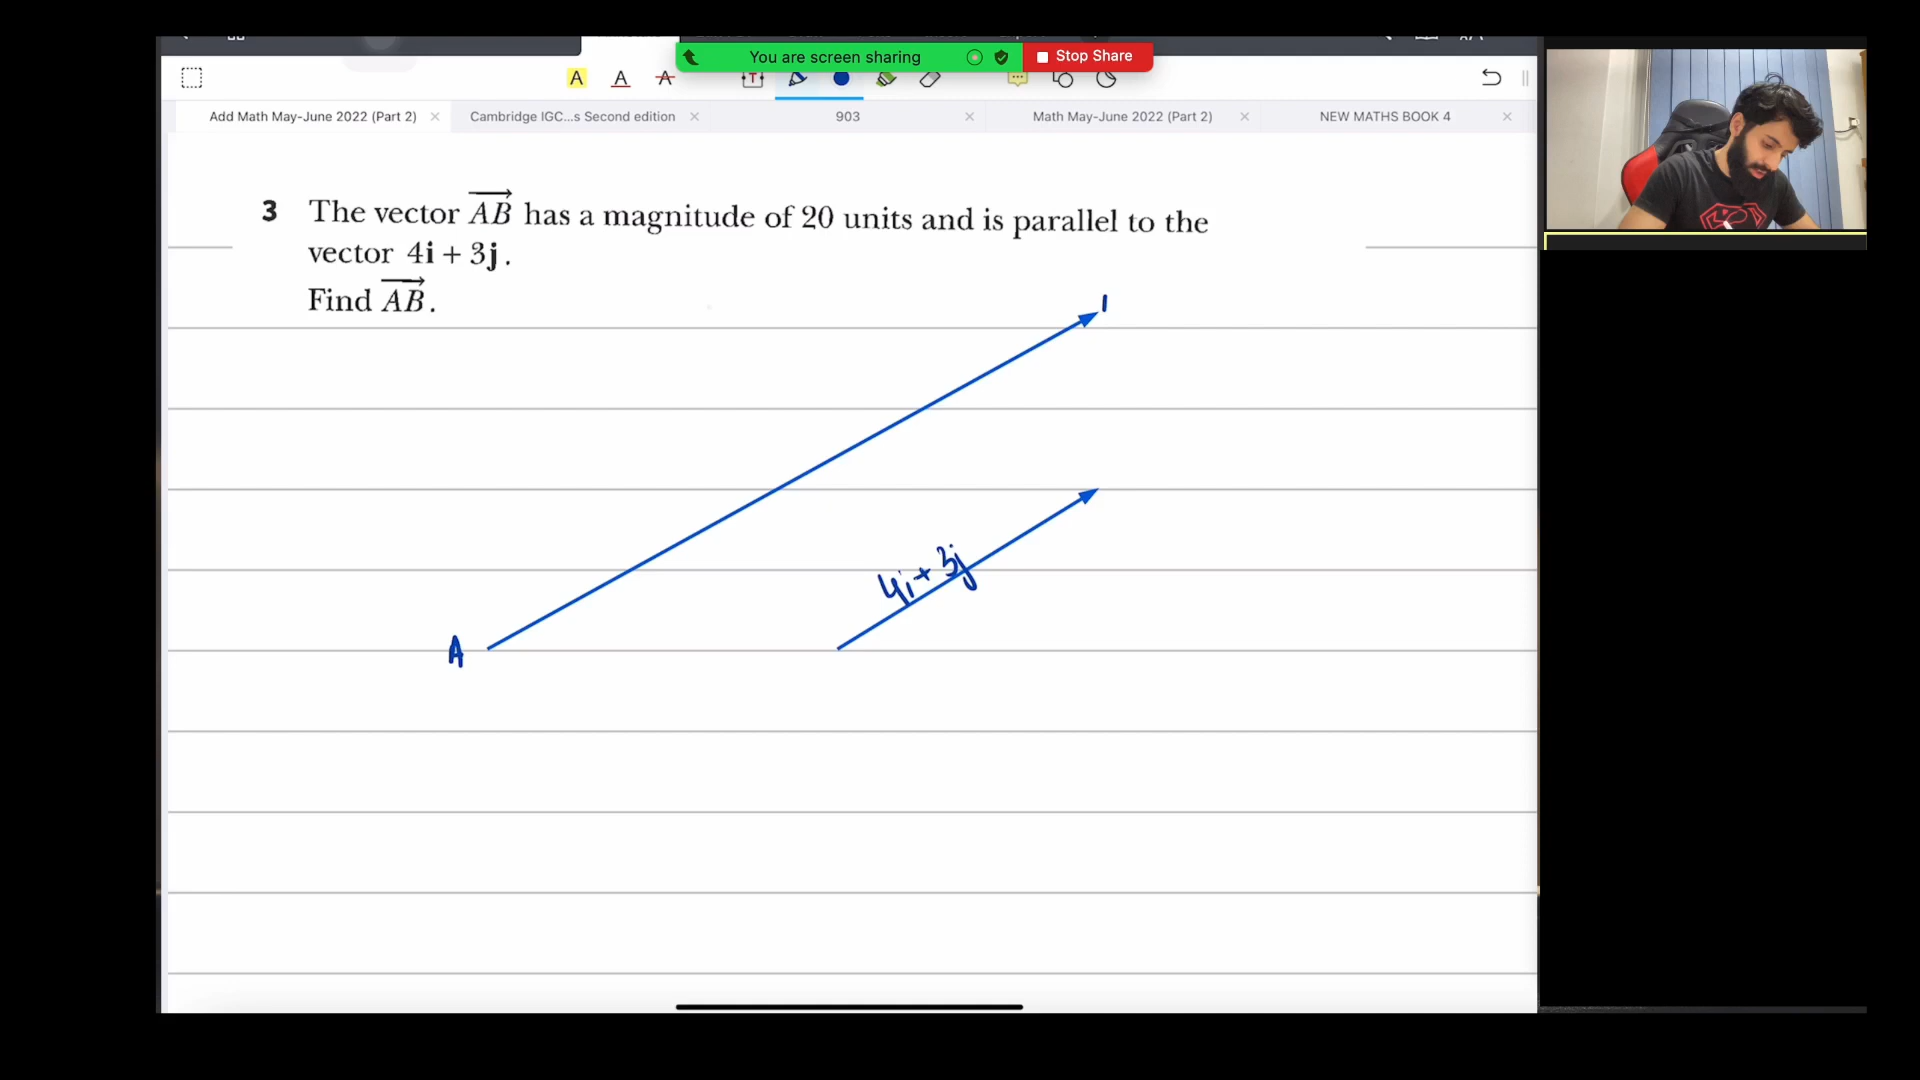 You are screen sharing
Stop Share
A A A T
Add Math May-June 2022 (Part 2)
Cambridge IGC...s Second edition
903
Math May-June 2022 (Part 2)
NEW MATHS BOOK 4
3 The vector AB has a magnitude of 20 units and is parallel to the
vector 4i + 3j.
Find AB.
4i + 3j
A